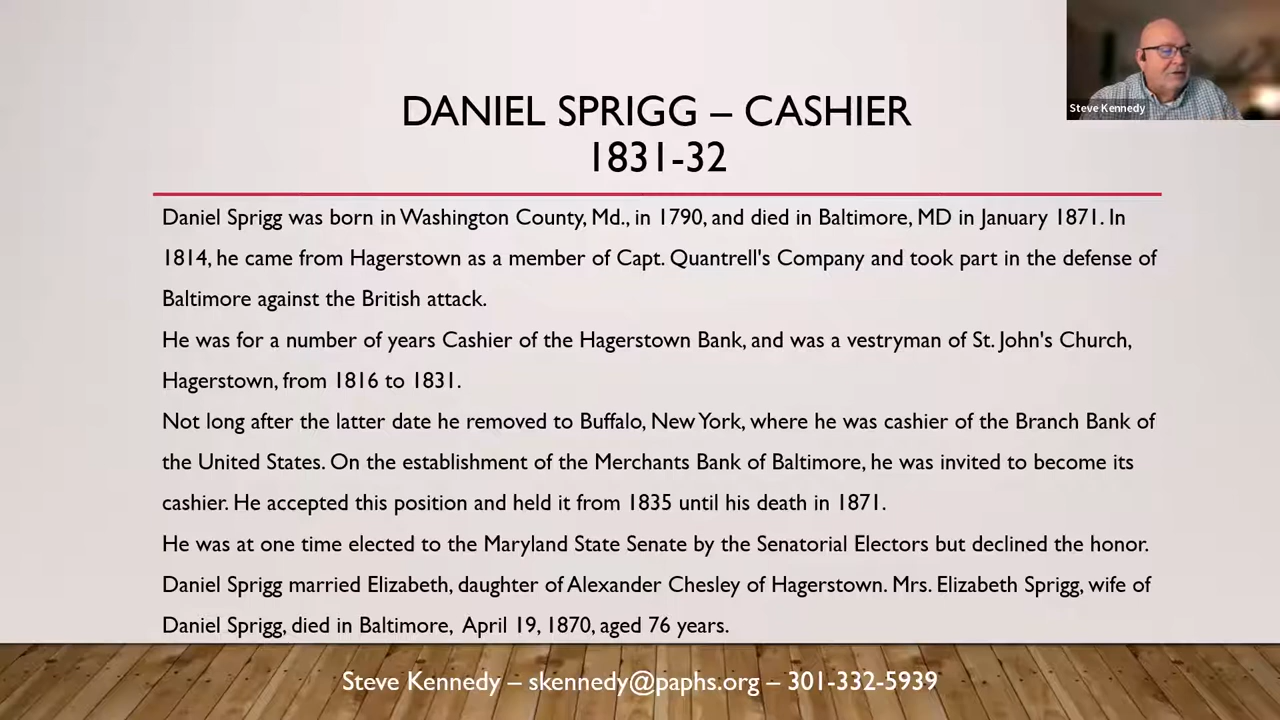 DANIEL SPRIGG – CASHIER
1831-32
Steve Kennedy
Daniel Sprigg was born in Washington County, Md., in 1790, and died in Baltimore, MD in January 1871. In
1814, he came from Hagerstown as a member of Capt. Quantrell's Company and took part in the defense of
Baltimore against the British attack.
He was for a number of years Cashier of the Hagerstown Bank, and was a vestryman of St. John's Church,
Hagerstown, from 1816 to 1831.
Not long after the latter date he removed to Buffalo, New York, where he was cashier of the Branch Bank of
the United States. On the establishment of the Merchants Bank of Baltimore, he was invited to become its
cashier. He accepted this position and held it from 1835 until his death in 1871.
He was at one time elected to the Maryland State Senate by the Senatorial Electors but declined the honor.
Daniel Sprigg married Elizabeth, daughter of Alexander Chesley of Hagerstown. Mrs. Elizabeth Sprigg, wife of
Daniel Sprigg, died in Baltimore,  April 19, 1870, aged 76 years.
Steve Kennedy – skennedy@paphs.org – 301-332-5939